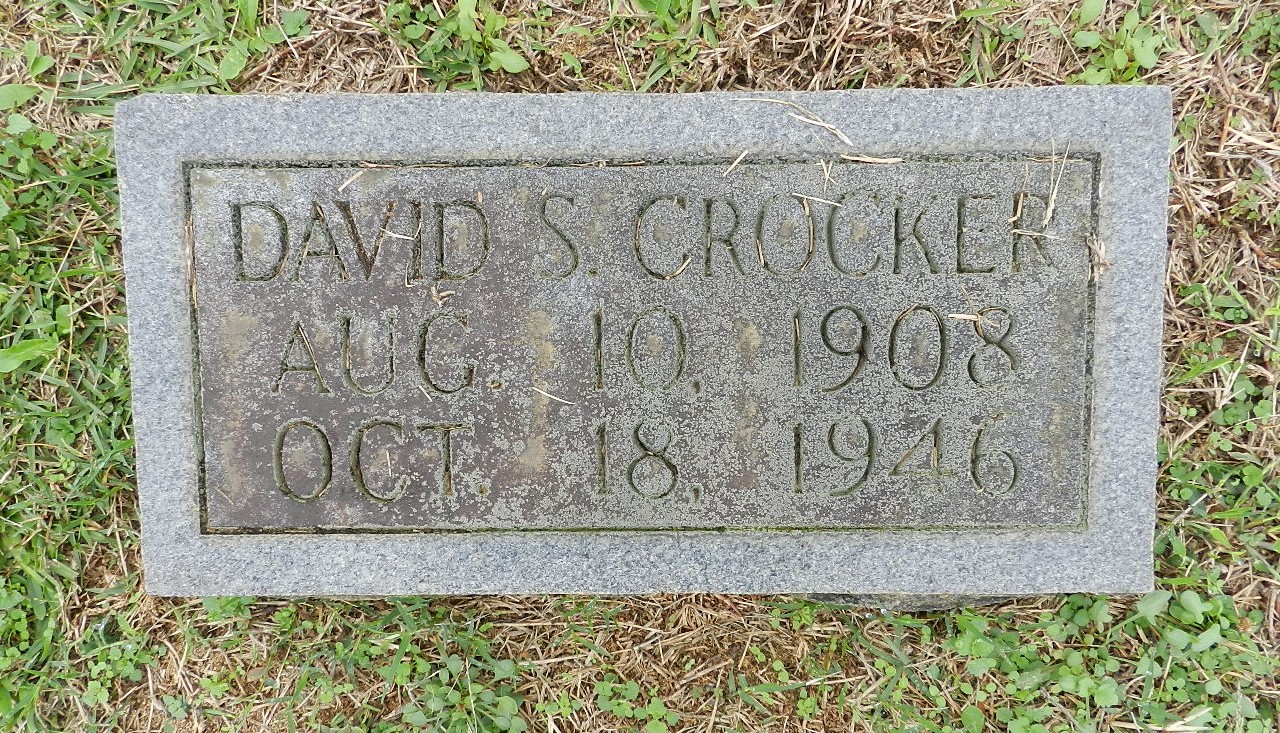 DAVID S. CROCKER
AUG. 10, 1908
OCT. 18, 1946